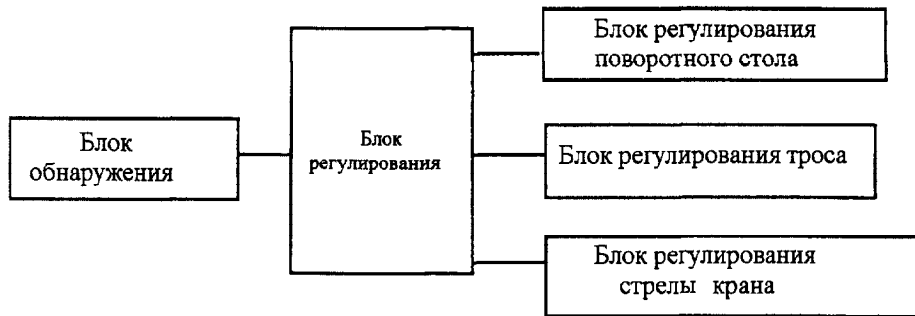 Блок
обнаружения
Блок
регулирования
Блок регулирования
поворотного стола
Блок регулирования троса
Блок регулирования
стрелы крана